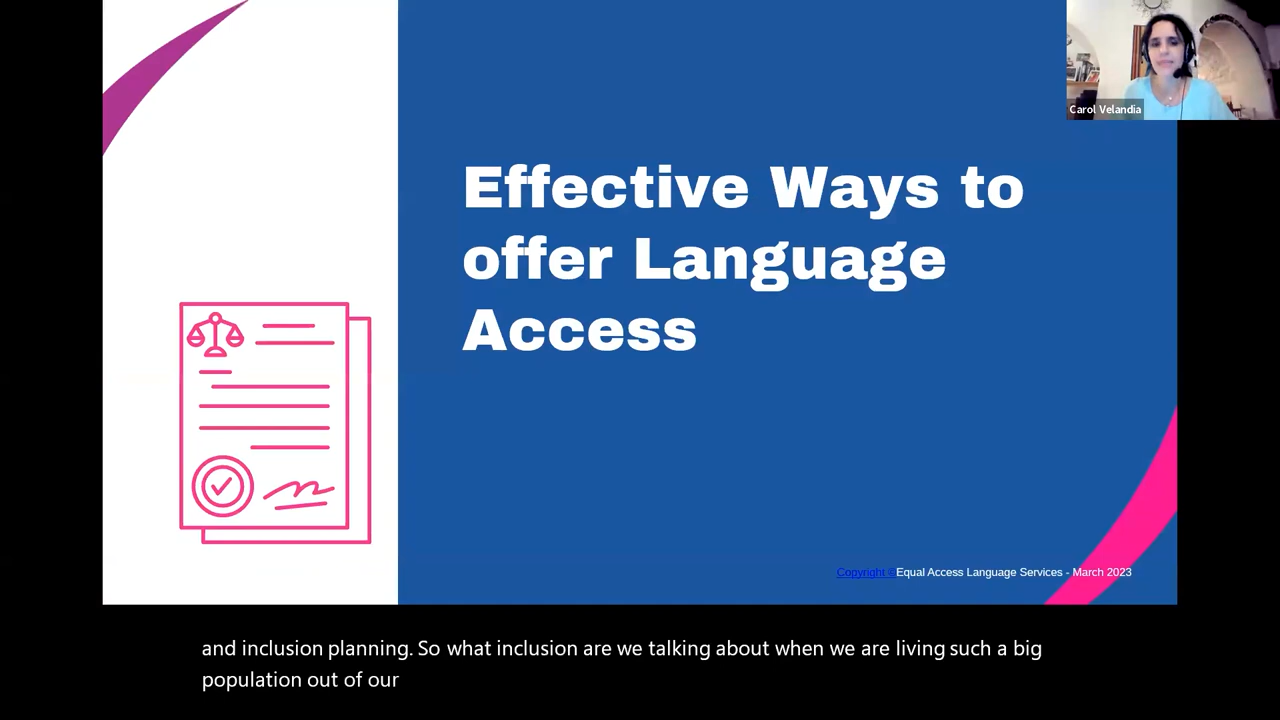 Carol Velandia
Effective Ways to
offer Language
Access
Copyright ©Equal Access Language Services - March 2023
and inclusion planning. So what inclusion are we talking about when we are living such a big
population out of our